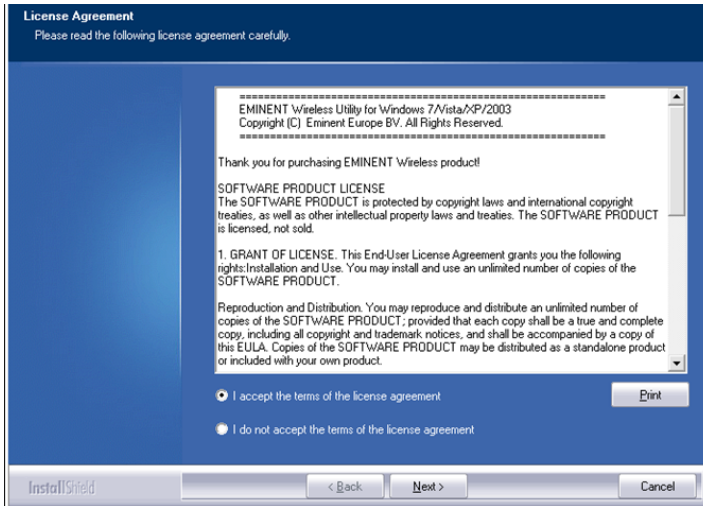 License Agreement
Please read the following license agreement carefully.
============================================================
EMINENT Wireless Utility for Windows 7/Vista/XP/2003
Copyright (C) Eminent Europe BV. All Rights Reserved.
============================================================
Thank you for purchasing EMINENT Wireless product!
SOFTWARE PRODUCT LICENSE
The SOFTWARE PRODUCT is protected by copyright laws and international copyright
treaties, as well as other intellectual property laws and treaties. The SOFTWARE PRODUCT
is licensed, not sold.
1. GRANT OF LICENSE. This End-User License Agreement grants you the following
rights:Installation and Use. You may install and use an unlimited number of copies of the
SOFTWARE PRODUCT.
Reproduction and Distribution. You may reproduce and distribute an unlimited number of
copies of the SOFTWARE PRODUCT; provided that each copy shall be a true and complete
copy, including all copyright and trademark notices, and shall be accompanied by a copy of
this EULA. Copies of the SOFTWARE PRODUCT may be distributed as a standalone product
or included with your own product.
I accept the terms of the license agreement
Print
I do not accept the terms of the license agreement
InstallShield
< Back
Next >
Cancel